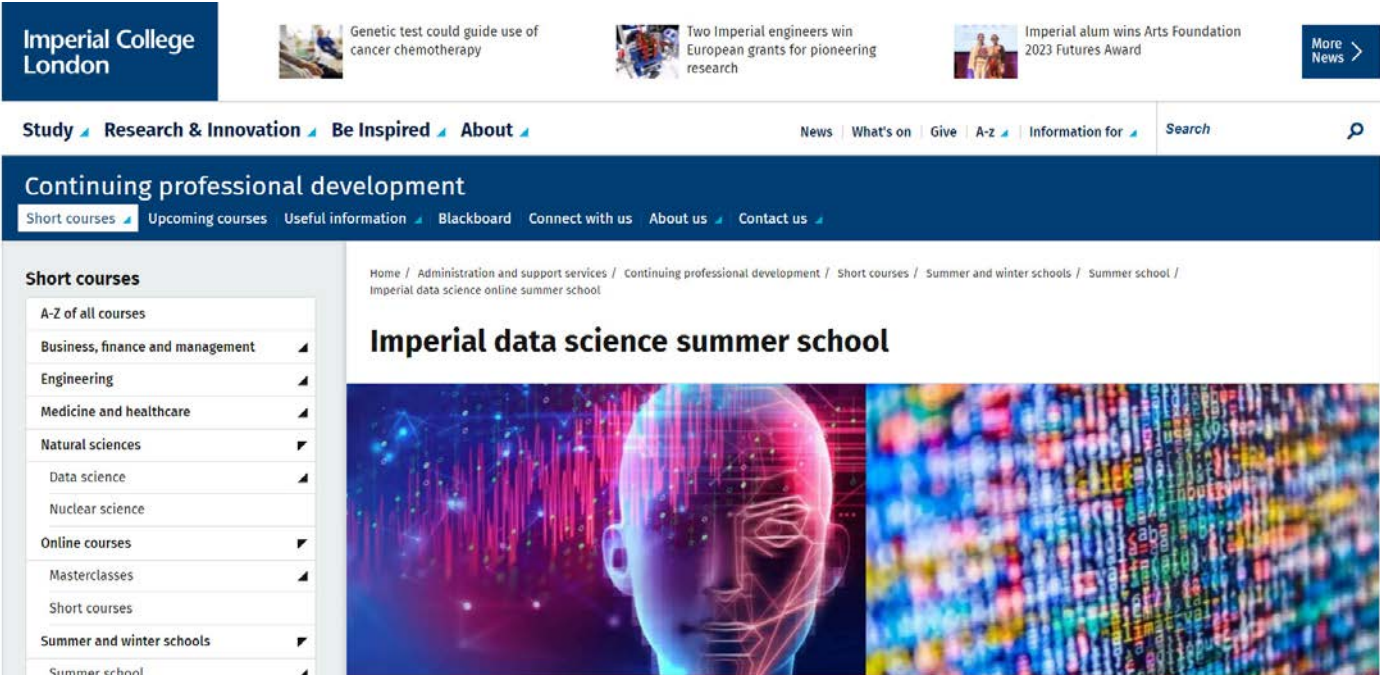 Imperial College
London
Genetic test could guide use of
cancer chemotherapy
Two Imperial engineers win
European grants for pioneering
research
Imperial alum wins Arts Foundation
2023 Futures Award
More
News
Study Research & Innovation Be Inspired About
News What's on Give A-z Information for Search
Continuing professional development
Short courses Upcoming courses Useful information Blackboard Connect with us About us Contact us
Short courses
A-Z of all courses
Business, finance and management
Engineering
Medicine and healthcare
Natural sciences
Data science
Nuclear science
Online courses
Masterclasses
Short courses
Summer and winter schools
Summer school
Home / Administration and support services / Continuing professional development / Short courses / Summer and winter schools / Summer school /
Imperial data science online summer school
Imperial data science summer school